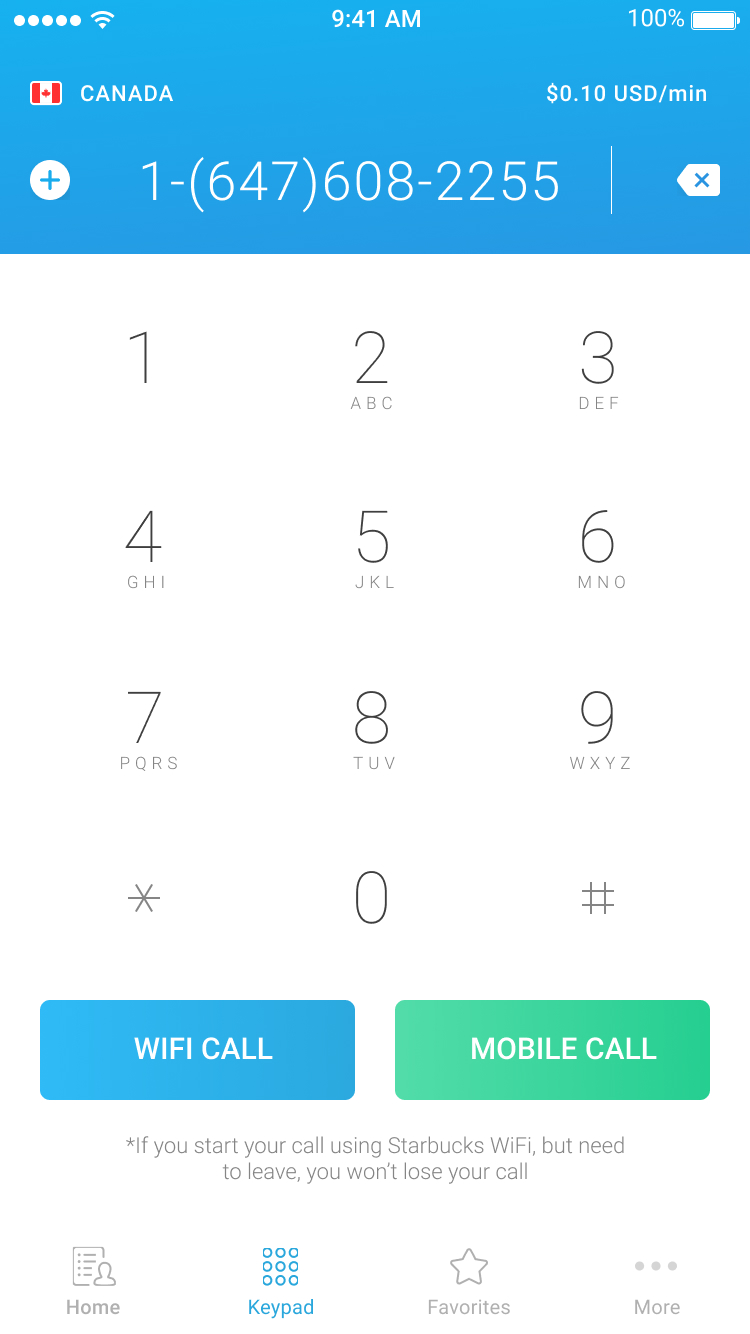 9:41 AM 100%
CANADA $0.10 USD/min
1-(647)608-2255
1 2 3
ABC DEF
4 5 6
GHI JKL MNO
7 8 9
PQRS TUV WXYZ
* 0 #
WIFI CALL MOBILE CALL
*If you start your call using Starbucks WiFi, but need
to leave, you won’t lose your call
Home Keypad Favorites More